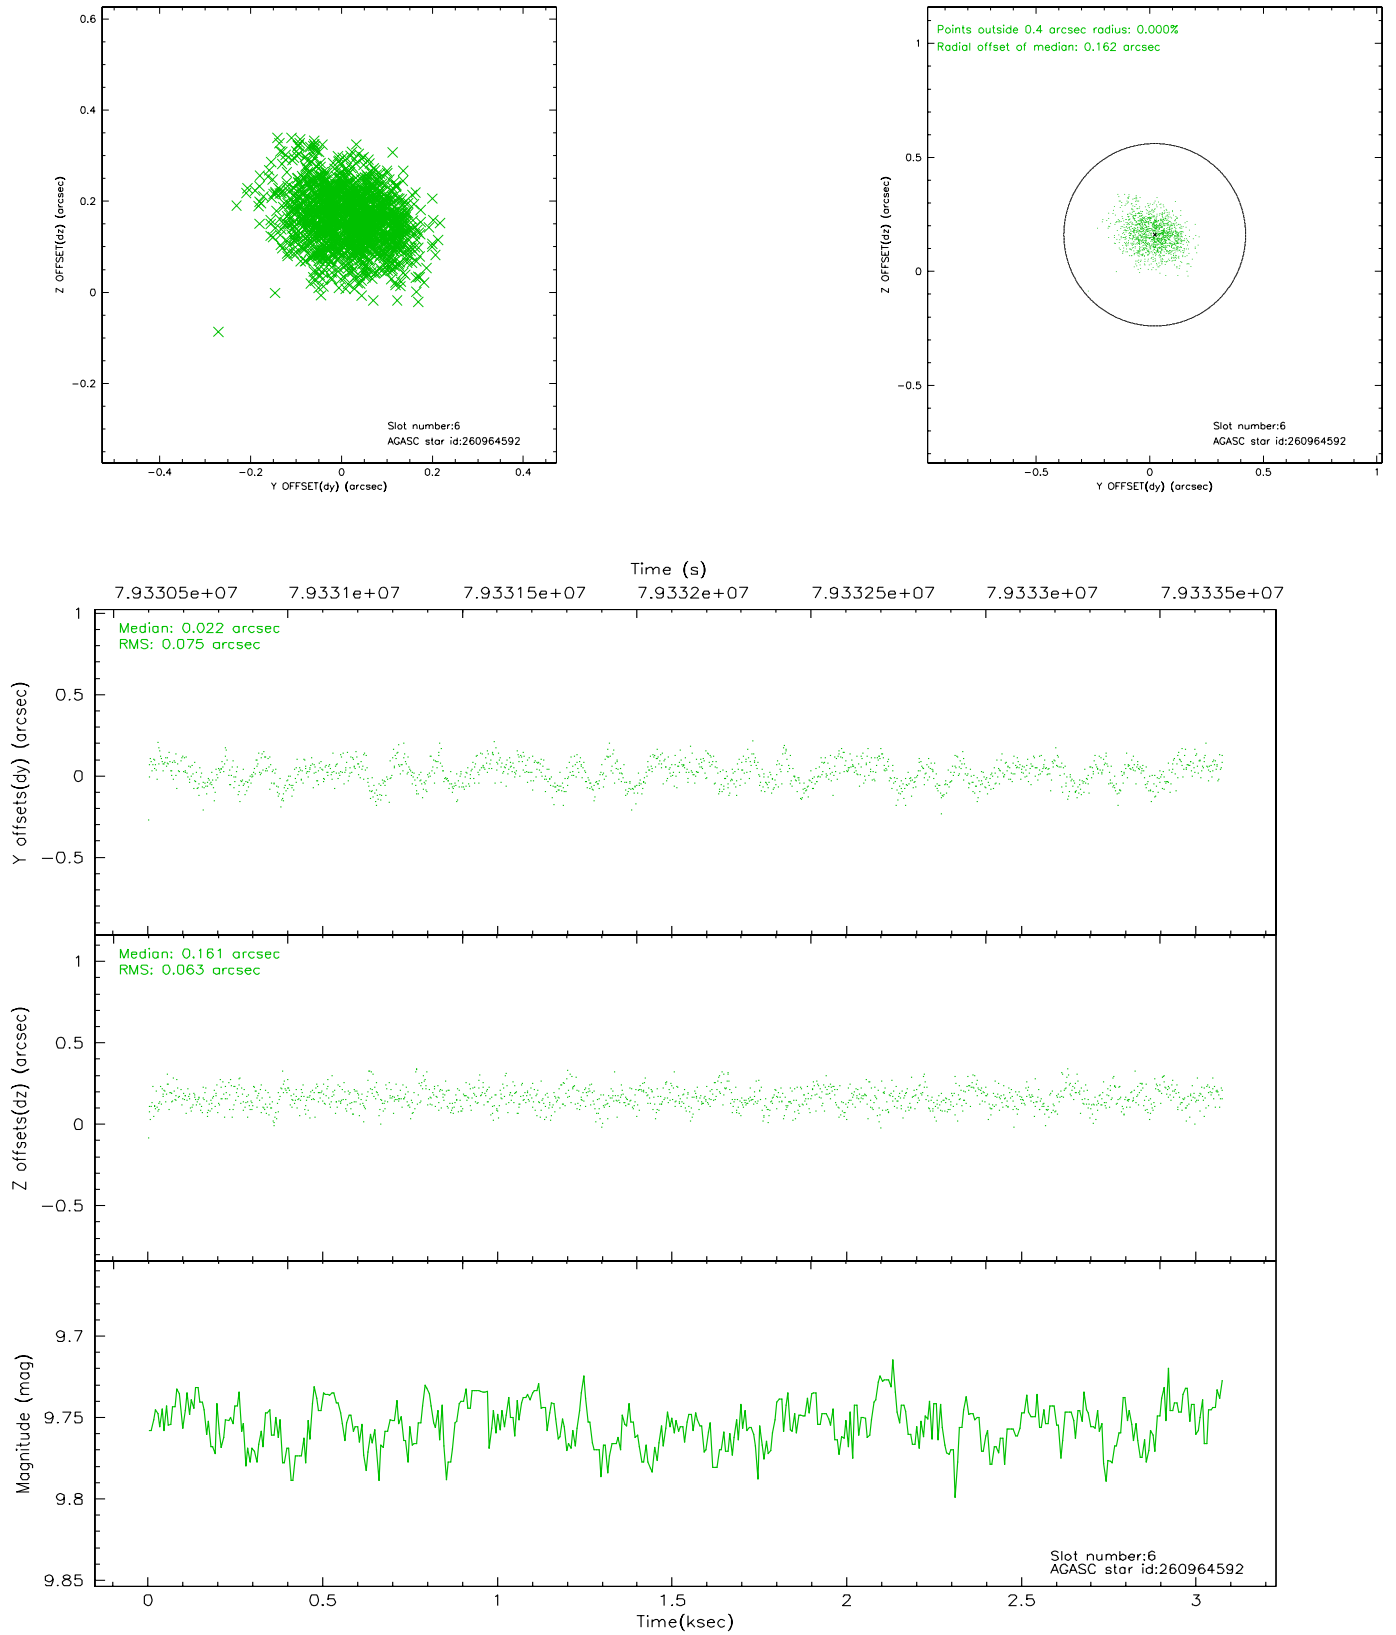 0.6
0.4
0.2
0
−0.2
−0.4
−0.2
0
0.2
0.4
Z OFFSET(dz) (arcsec)
Y OFFSET(dy) (arcsec)
Slot number:6
AGASC star id:260964592
Points outside 0.4 arcsec radius: 0.000%
Radial offset of median: 0.162 arcsec
1
0.5
0
−0.5
−0.5
0
0.5
1
Z OFFSET(dz) (arcsec)
Y OFFSET(dy) (arcsec)
Slot number:6
AGASC star id:260964592
Time (s)
7.93305e+07 7.9331e+07 7.93315e+07 7.9332e+07 7.93325e+07 7.9333e+07 7.93335e+07
Median: 0.022 arcsec
RMS: 0.075 arcsec
1
0.5
0
−0.5
Y offsets(dy) (arcsec)
Median: 0.161 arcsec
RMS: 0.063 arcsec
1
0.5
0
−0.5
Z offsets(dz) (arcsec)
9.7
9.75
9.8
9.85
Magnitude (mag)
Slot number:6
AGASC star id:260964592
0 0.5 1 1.5 2 2.5 3
Time(ksec)